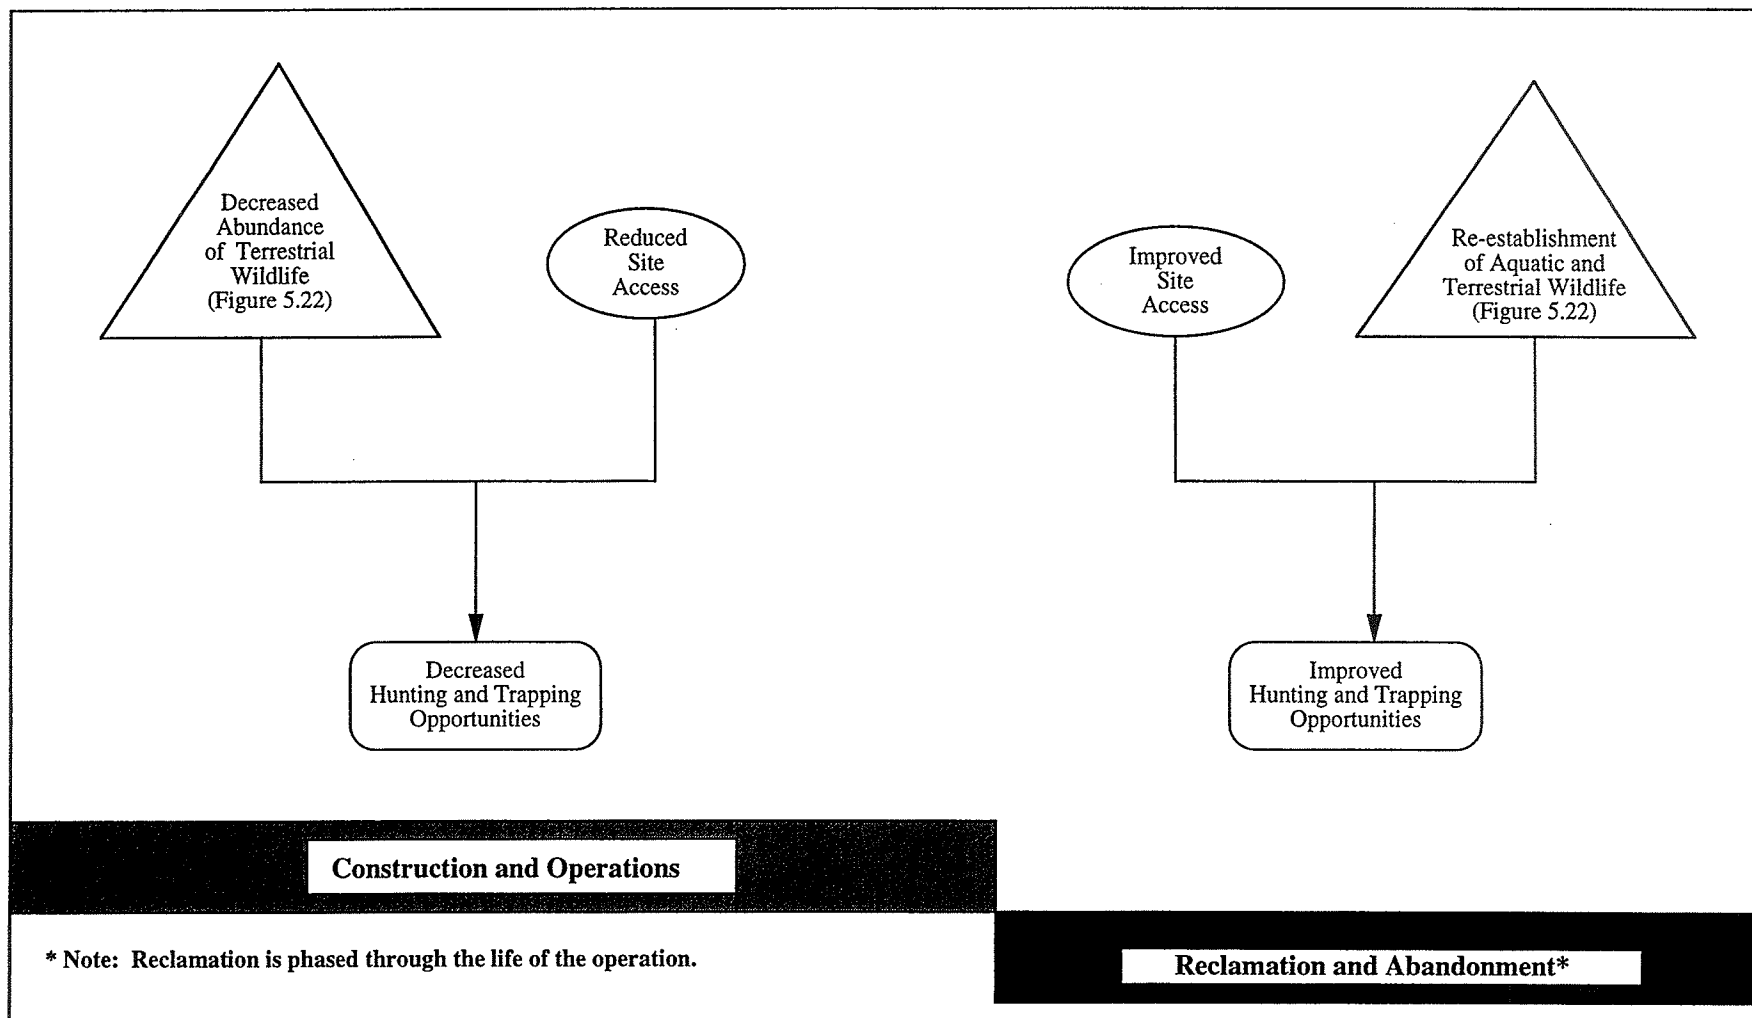 Decreased
Abundance
of Terrestrial
Wildlife
(Figure 5.22)
Reduced
Site
Access
Improved
Site
Access
Re-establishment
of Aquatic and
Terrestrial Wildlife
(Figure 5.22)
Decreased
Hunting and Trapping
Opportunities
Improved
Hunting and Trapping
Opportunities
Construction and Operations
* Note: Reclamation is phased through the life of the operation.
Reclamation and Abandonment*